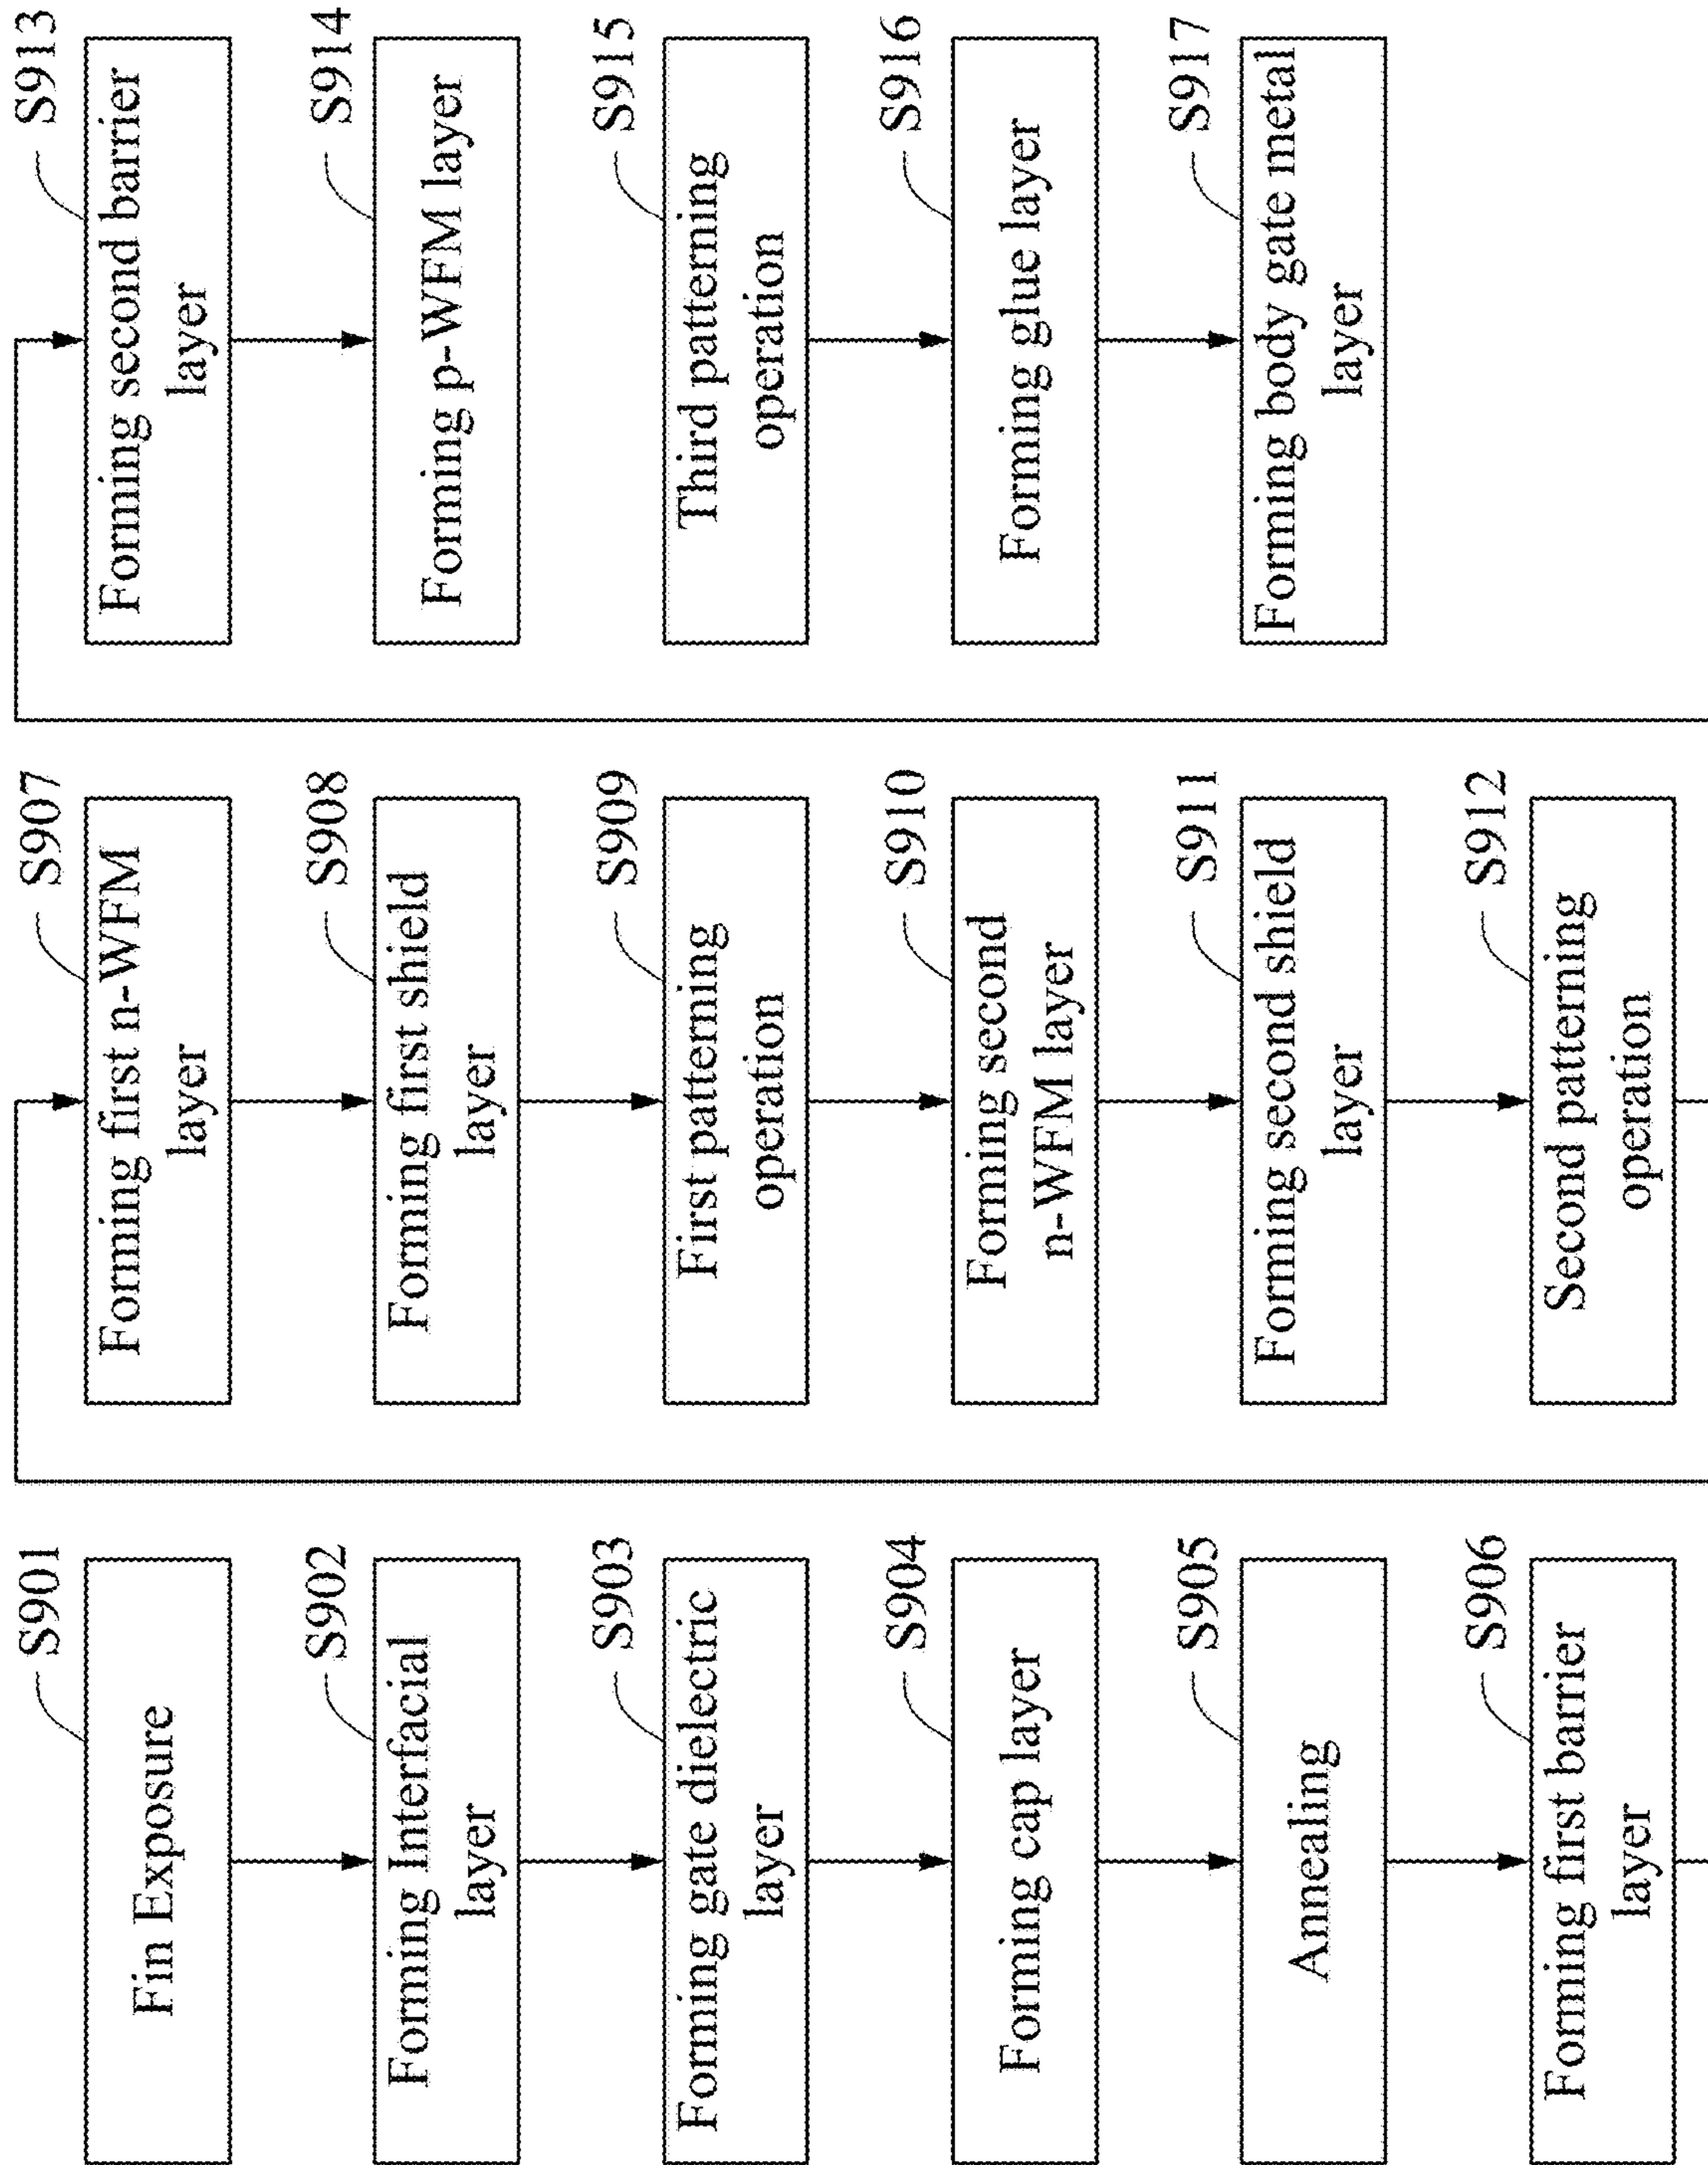 S901
Fin Exposure
S902
Forming Interfacial
layer
S903
Forming gate dielectric
layer
S904
Forming cap layer
S905
Annealing
S906
Forming first barrier
layer
S907
Forming first n-WFM
layer
S908
Forming first shield
layer
S909
First patterning
operation
S910
Forming second
n-WFM layer
S911
Forming second shield
layer
S912
Second patterning
operation
S913
Forming second barrier
layer
S914
Forming p-WFM layer
S915
Third patterning
operation
S916
Forming glue layer
S917
Forming body gate metal
layer